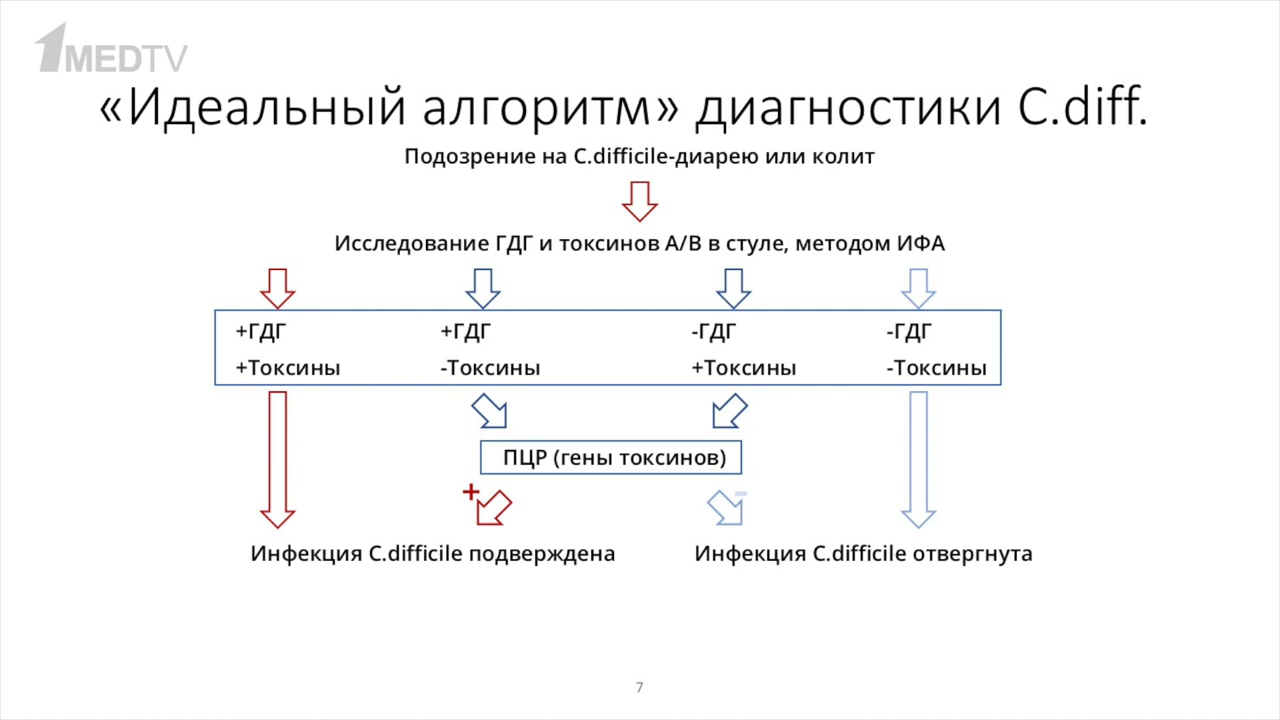 1MEDTV
«Идеальный алгоритм» диагностики C.diff.
Подозрение на C.difficile-диарею или колит
Исследование ГДГ и токсинов A/B в стуле, методом ИФА
+ГДГ +ГДГ -ГДГ -ГДГ
+Токсины -Токсины +Токсины -Токсины
ПЦР (гены токсинов)
+ -
Инфекция C.difficile подтверждена Инфекция C.difficile отвергнута
7